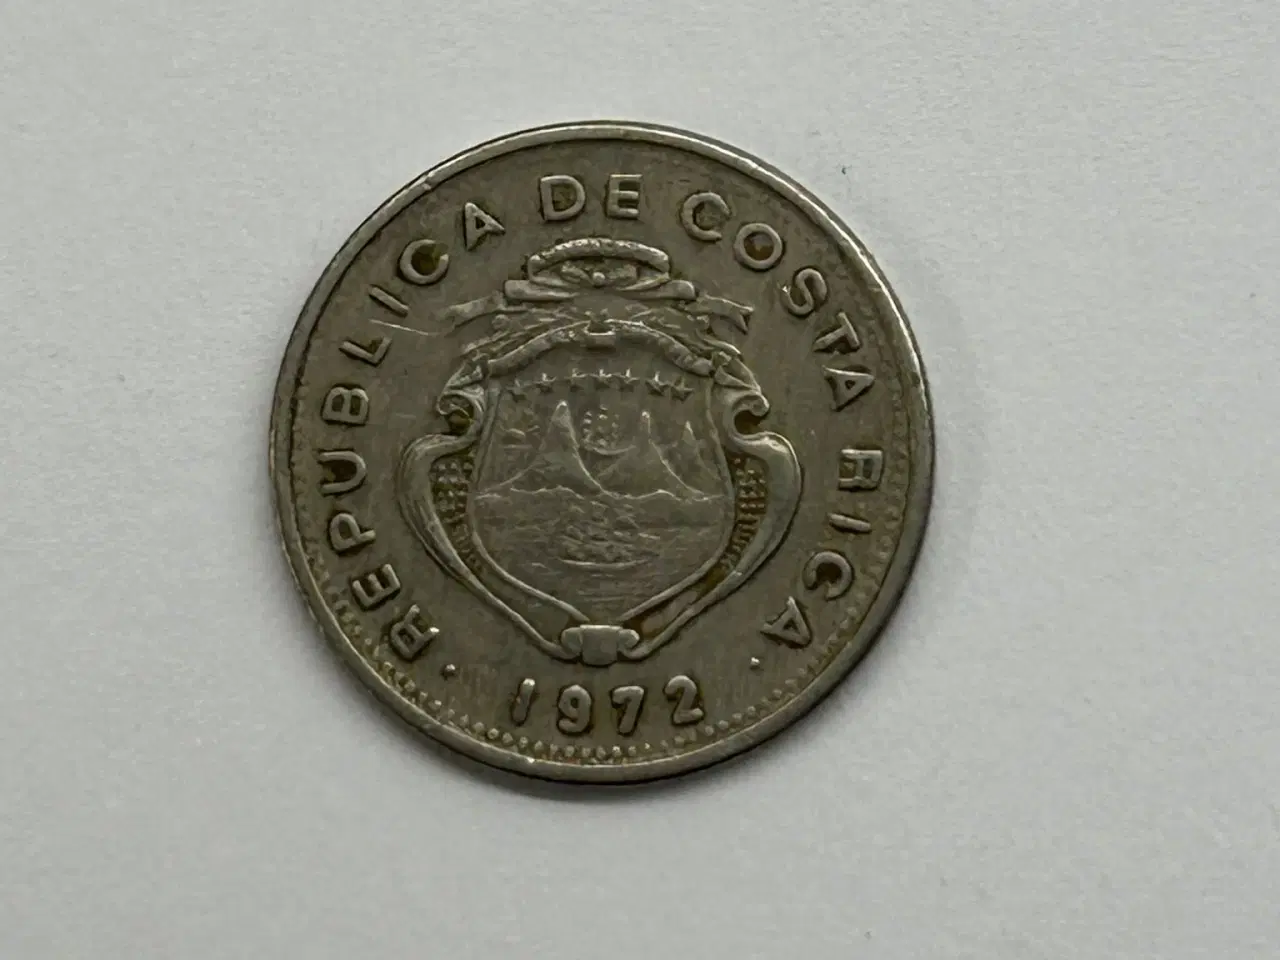 · REPUBLICA DE COSTA RICA ·
1972